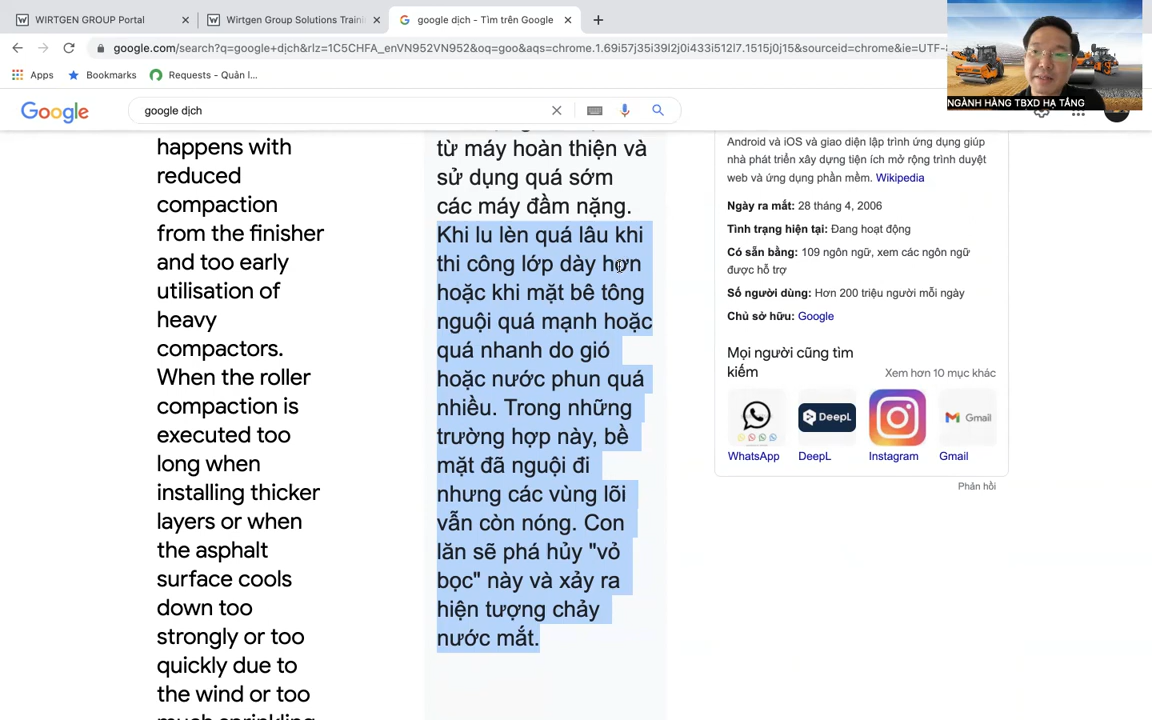 WIRTGEN GROUP Portal
Wirtgen Group Solutions Traini
google dịch - Tìm trên Google
google.com/search?q=google+dịch&rlz=1C5CHFA_enVN952VN952&oq=goo&aqs=chrome.1.69i57j35i39l2j0i433i512l7.1515j0j15&sourceid=chrome&ie=UTF-8
Apps
Bookmarks
Requests - Quản l...
NGÀNH HÀNG TBXD HẠ TẦNG
Google
google dịch
happens with
reduced
compaction
from the finisher
and too early
utilisation of
heavy
compactors.
When the roller
compaction is
executed too
long when
installing thicker
layers or when
the asphalt
surface cools
down too
strongly or too
quickly due to
the wind or too
much sprinkling
từ máy hoàn thiện và
sử dụng quá sớm
các máy đầm nặng.
Khi lu lèn quá lâu khi
thi công lớp dày hơn
hoặc khi mặt bê tông
nguội quá mạnh hoặc
quá nhanh do gió
hoặc nước phun quá
nhiều. Trong những
trường hợp này, bề
mặt đã nguội đi
nhưng các vùng lõi
vẫn còn nóng. Con
lăn sẽ phá hủy "vỏ
bọc" này và xảy ra
hiện tượng chảy
nước mắt.
Android và iOS và giao diện lập trình ứng dụng giúp
nhà phát triển xây dựng tiện ích mở rộng trình duyệt
web và ứng dụng phần mềm. Wikipedia
Ngày ra mắt: 28 tháng 4, 2006
Tình trạng hiện tại: Đang hoạt động
Có sẵn bằng: 109 ngôn ngữ, xem các ngôn ngữ
được hỗ trợ
Số người dùng: Hơn 200 triệu người mỗi ngày
Chủ sở hữu: Google
Mọi người cũng tìm
kiếm
Xem hơn 10 mục khác
DeepL
Gmail
WhatsApp
DeepL
Instagram
Gmail
Phản hồi